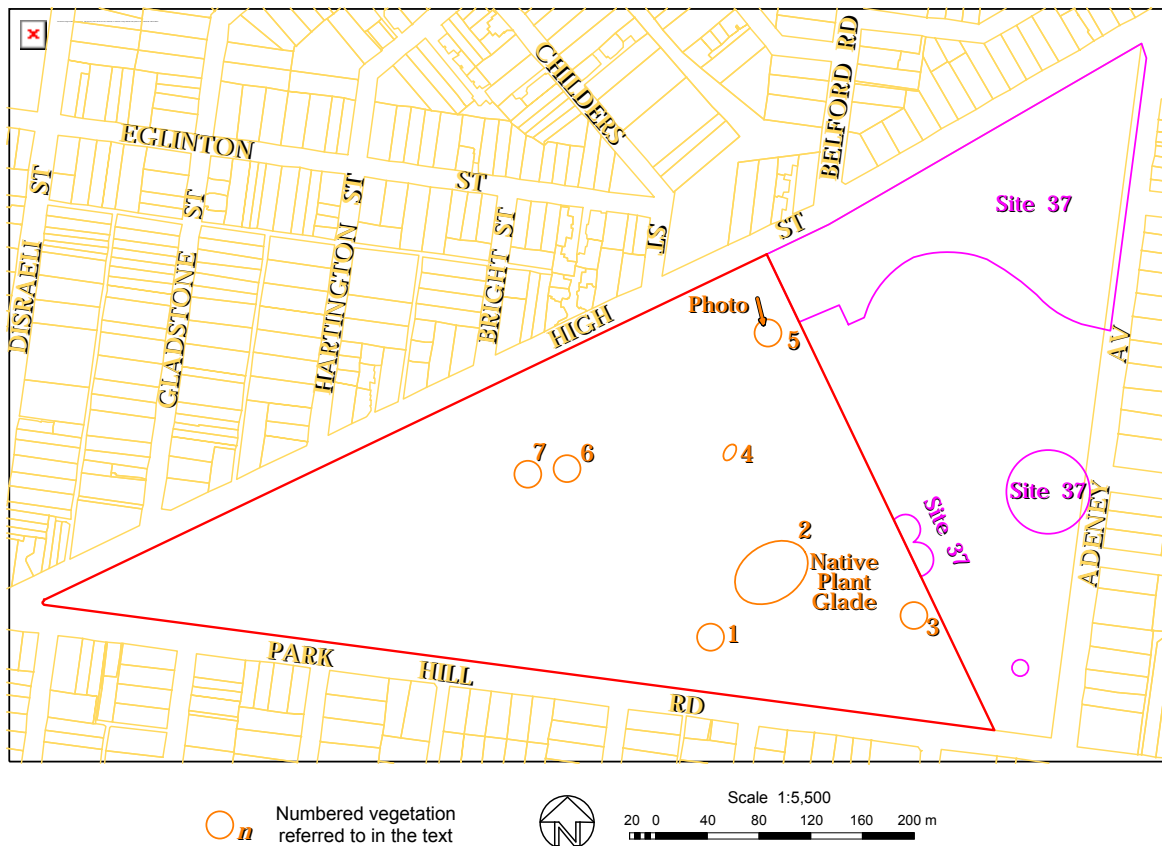 CHILDERS
BELFORD RD
EGLINTON
ST
DISRAELI
ST
GLADSTONE
ST
HARTINGTON ST
BRIGHT ST
ST
HIGH
ST
Site 37
Photo
5
AV
7
6
4
Site 37
ADENEY
Site 37
2
Native
Plant
Glade
3
1
PARK
HILL
RD
n
Numbered vegetation
referred to in the text
N
Scale 1:5,500
20 0 40 80 120 160 200 m